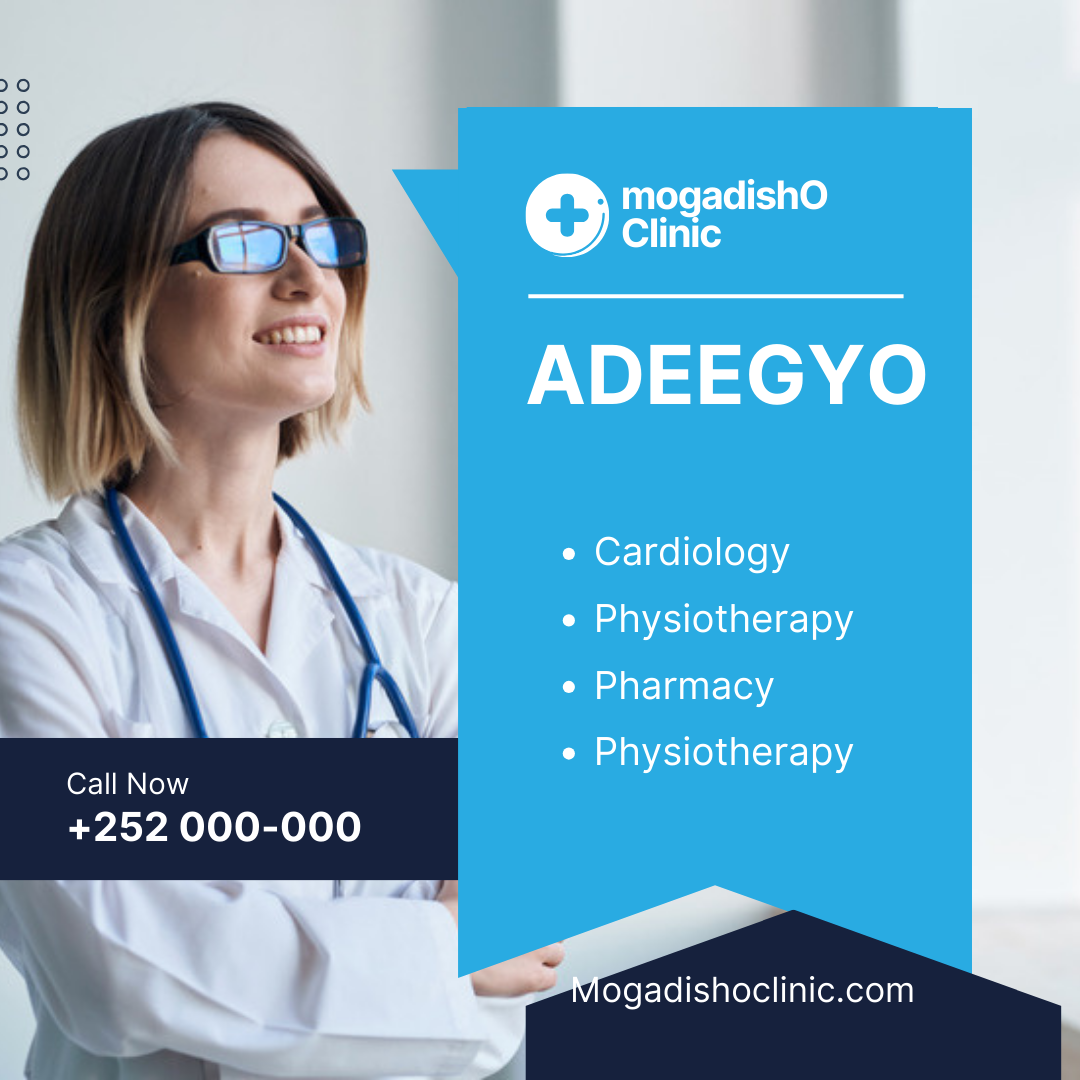 mogadishO
Clinic
ADEEGYO
• Cardiology
• Physiotherapy
• Pharmacy
• Physiotherapy
Call Now
+252 000-000
Mogadishoclinic.com